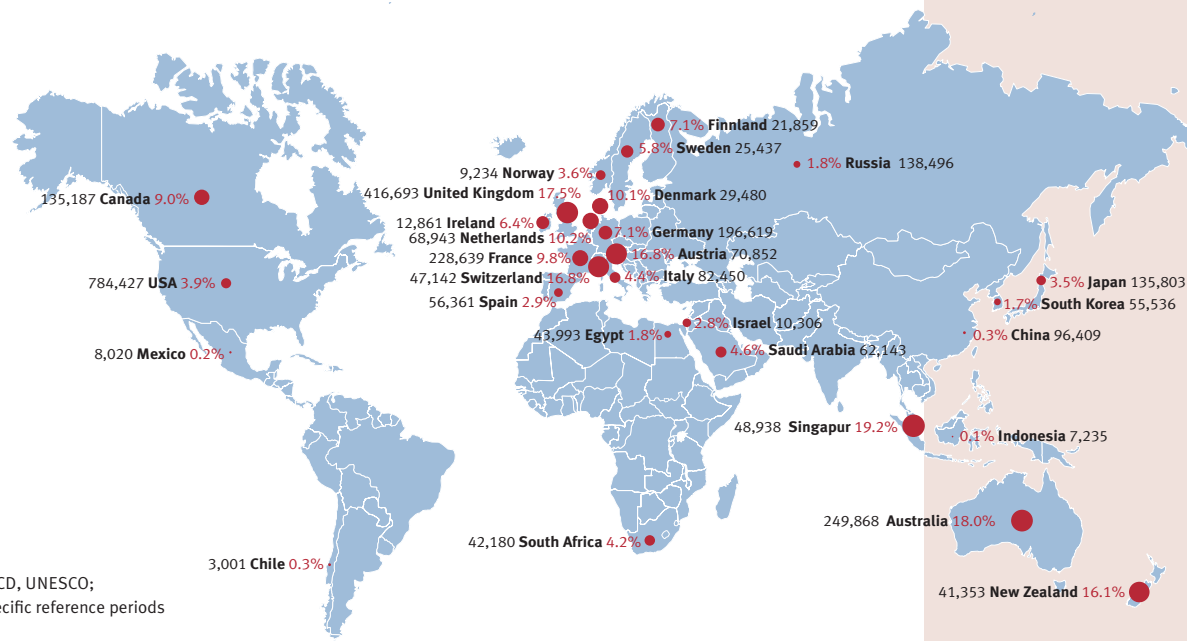 7.1% Finnland 21,859
5.8% Sweden 25,437
1.8% Russia 138,496
9,234 Norway 3.6%
416,693 United Kingdom 17.5%
10.1% Denmark 29,480
135,187 Canada 9.0%
12,861 Ireland 6.4%
7.1% Germany 196,619
68,943 Netherlands 10.2%
16.8% Austria 70,852
228,639 France 9.8%
47,142 Switzerland 16.8%
4.4% Italy 82,450
784,427 USA 3.9%
3.5% Japan 135,803
56,361 Spain 2.9%
1.7% South Korea 55,536
2.8% Israel 10,306
43,993 Egypt 1.8%
0.3% China 96,409
8,020 Mexico 0.2%
4.6% Saudi Arabia 62,143
48,938 Singapur 19.2%
0,1% Indonesia 7,235
249,868 Australia 18.0%
42,180 South Africa 4.2%
3,001 Chile 0.3%
CD, UNESCO;
ecific reference periods
41,353 New Zealand 16.1%